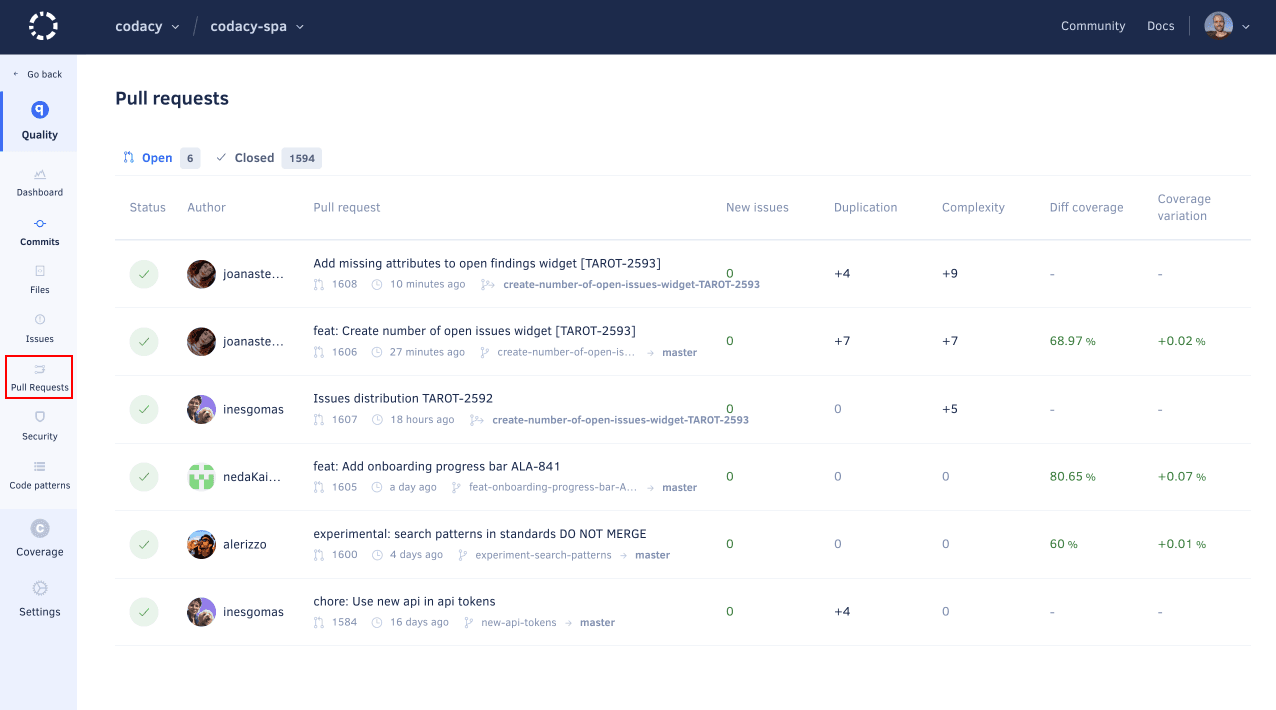 codacy / codacy-spa Community Docs
Go back
Quality
Dashboard
Commits
Files
Issues
Pull Requests
Security
Code patterns
Coverage
Settings
Pull requests
Open 6 Closed 1594
Status Author Pull request New issues Duplication Complexity Diff coverage Coverage variation
joanaste... Add missing attributes to open findings widget [TAROT-2593] 0 +4 +9 - -
1608 10 minutes ago create-number-of-open-issues-widget-TAROT-2593
joanaste... feat: Create number of open issues widget [TAROT-2593] 0 +7 +7 68.97 % +0.02 %
1606 27 minutes ago create-number-of-open-is... → master
inesgomas Issues distribution TAROT-2592 0 0 +5 - -
1607 18 hours ago create-number-of-open-issues-widget-TAROT-2593
nedaKai... feat: Add onboarding progress bar ALA-841 0 0 0 80.65 % +0.07 %
1605 a day ago feat-onboarding-progress-bar-A... → master
alerizzo experimental: search patterns in standards DO NOT MERGE 0 0 0 60 % +0.01 %
1600 4 days ago experiment-search-patterns → master
inesgomas chore: Use new api in api tokens 0 +4 0 - -
1584 16 days ago new-api-tokens → master